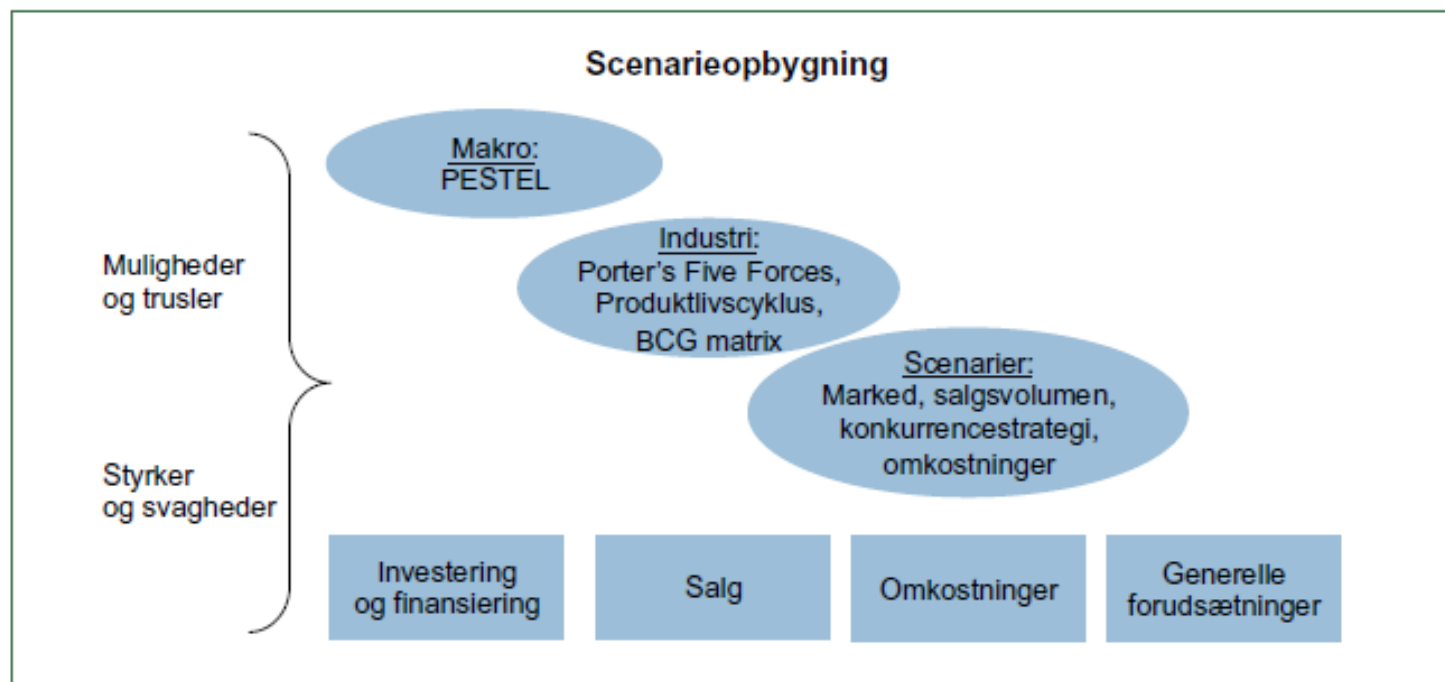 Scenarieopbygning
Makro:
PESTEL
Muligheder
og trusler
Industri:
Porter's Five Forces,
Produktlivscyklus,
BCG matrix
Scenarier:
Marked, salgsvolumen,
konkurrencestrategi,
omkostninger
Styrker
og svagheder
Investering
og finansiering
Salg
Omkostninger
Generelle
forudsætninger